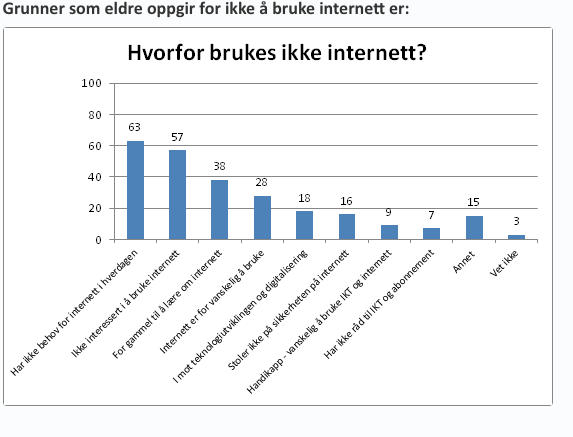 Grunner som eldre oppgir for ikke å bruke internett er:
Hvorfor brukes ikke internett?
100
80
60
40
20
0
63
57
38
28
18
16
9
7
15
3
Har ikke behov for internett i hverdagen
Ikke interessert i å bruke internett
For gammel til å lære om internett
Internett er for vanskelig å bruke
I mot teknologiutviklingen og digitalisering
Stoler ikke på sikkerheten på internett
Handikapp - vanskelig å bruke IKT og internett
Har ikke råd til IKT og abonnement
Annet
Vet ikke